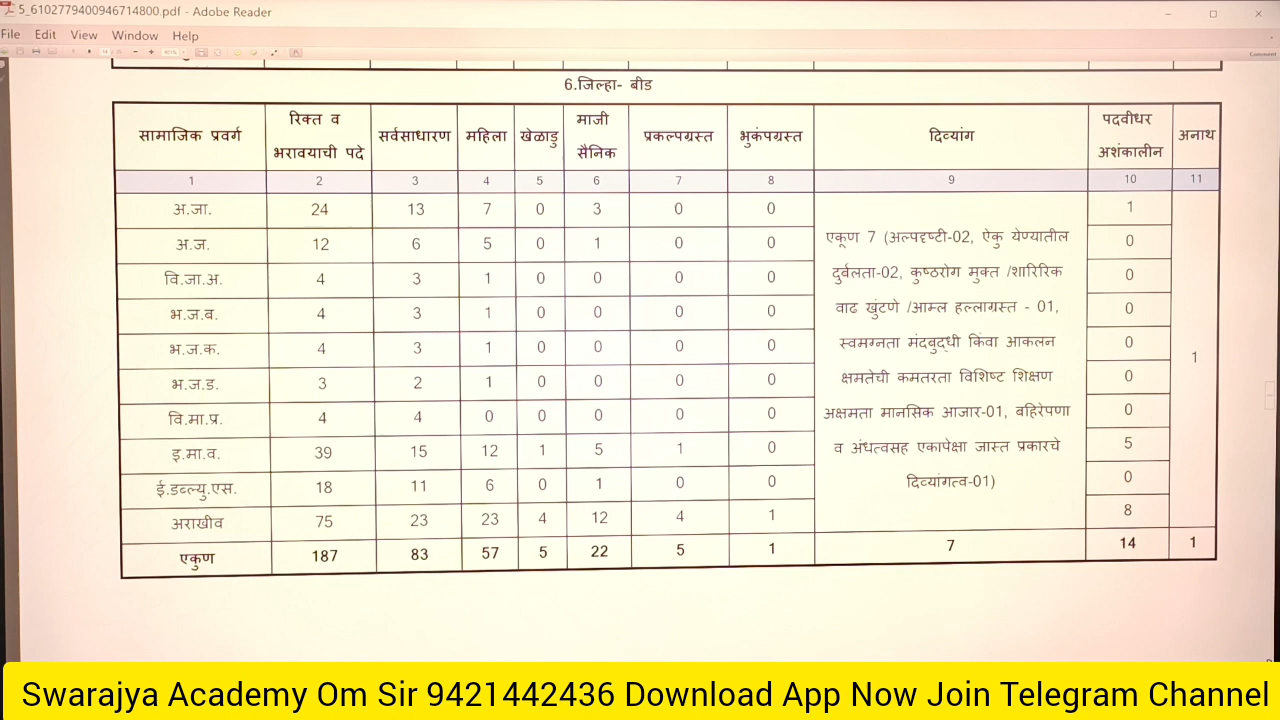 5_6102779400946714800.pdf - Adobe Reader
File Edit View Window Help
Comment
6.जिल्हा- बीड
सामाजिक प्रवर्ग रिक्त व भरावयाची पदे सर्वसाधारण महिला खेळाडु माजी सैनिक प्रकल्पग्रस्त भुकंपग्रस्त दिव्यांग पदवीधर अशंकालीन अनाथ
1 2 3 4 5 6 7 8 9 10 11
अ.जा. 24 13 7 0 3 0 0 1
अ.ज. 12 6 5 0 1 0 0 0
वि.जा.अ. 4 3 1 0 0 0 0 0
भ.ज.ब. 4 3 1 0 0 0 0 0
भ.ज.क. 4 3 1 0 0 0 0 0
भ.ज.ड. 3 2 1 0 0 0 0 0
वि.मा.प्र. 4 4 0 0 0 0 0 0
इ.मा.व. 39 15 12 1 5 1 0 5
ई.डब्ल्यु.एस. 18 11 6 0 1 0 0 0
अराखीव 75 23 23 4 12 4 1 8
एकूण 7 (अल्पदृष्टी-02, ऐकु येण्यातील
दुर्बलता-02, कुष्ठरोग मुक्त /शारिरिक
वाढ खुंटणे /आम्ल हल्लाग्रस्त - 01,
स्वमग्नता मंदबुद्धी किंवा आकलन
क्षमतेची कमतरता विशिष्ट शिक्षण
अक्षमता मानसिक आजार-01, बहिरेपणा
व अंधत्वसह एकापेक्षा जास्त प्रकारचे
दिव्यांगत्व-01)
1
एकुण 187 83 57 5 22 5 1 7 14 1
Swarajya Academy Om Sir 9421442436 Download App Now Join Telegram Channel